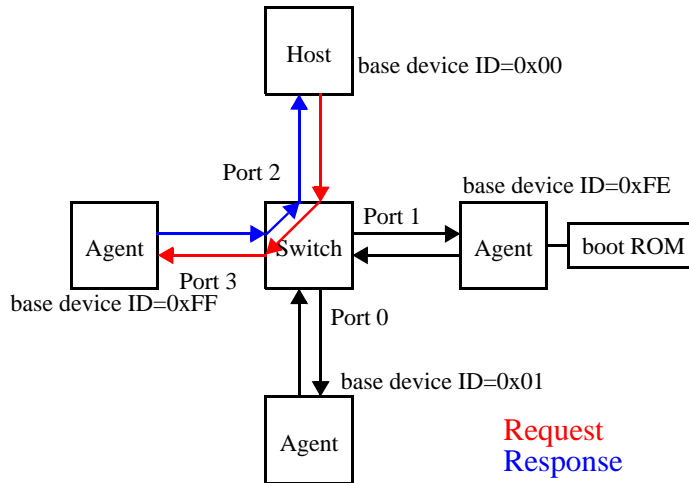 Host
base device ID=0x00
Port 2
base device ID=0xFE
Agent
Switch
Port 1
Agent
boot ROM
Port 3
base device ID=0xFF
Port 0
base device ID=0x01
Agent
Request
Response